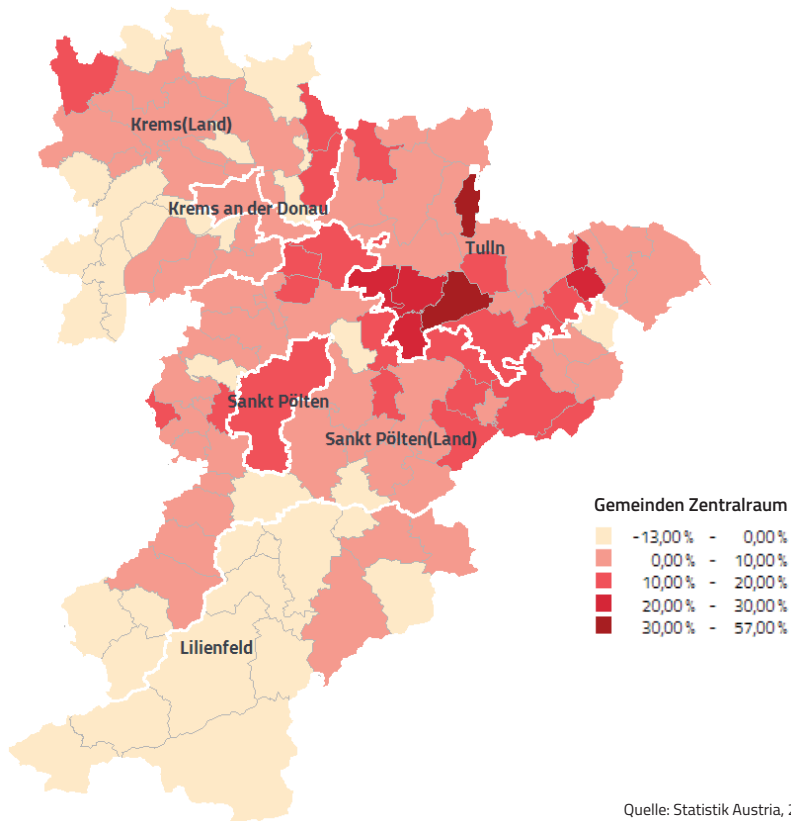 Krems(Land)
Krems an der Donau
Tulln
Sankt Pölten
Sankt Pölten(Land)
Lilienfeld
Gemeinden Zentralraum
-13,00 % - 0,00 %
0,00 % - 10,00 %
10,00 % - 20,00 %
20,00 % - 30,00 %
30,00 % - 57,00 %
Quelle: Statistik Austria,